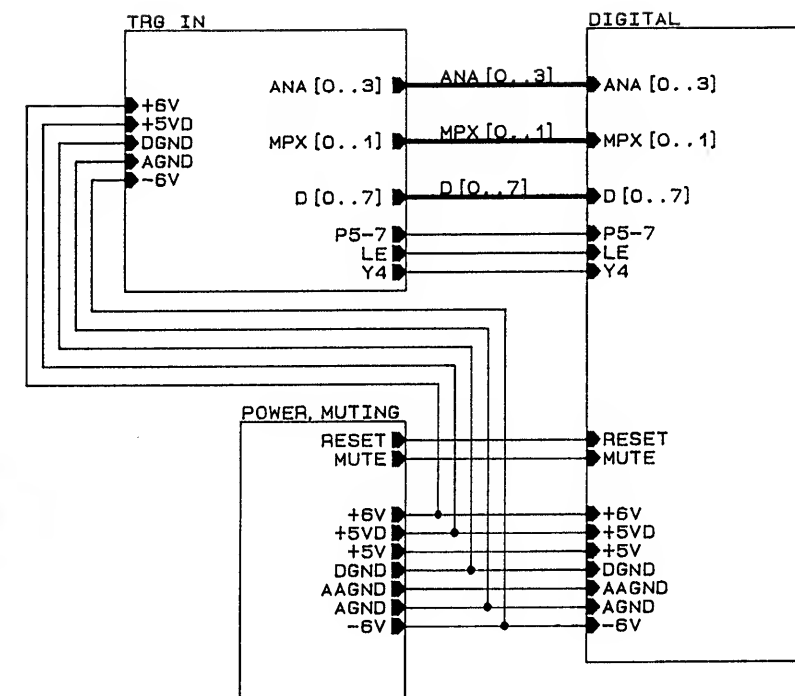 TRG IN
DIGITAL
ANA[0..3]
ANA[0..3]
ANA[0..3]
+6V
+5VD
DGND
AGND
-6V
MPX[0..1]
MPX[0..1]
MPX[0..1]
D[0..7]
D[0..7]
D[0..7]
P5-7
P5-7
LE
LE
Y4
Y4
POWER, MUTING
RESET
RESET
MUTE
MUTE
+6V
+6V
+5VD
+5VD
+5V
+5V
DGND
DGND
AAGND
AAGND
AGND
AGND
-6V
-6V